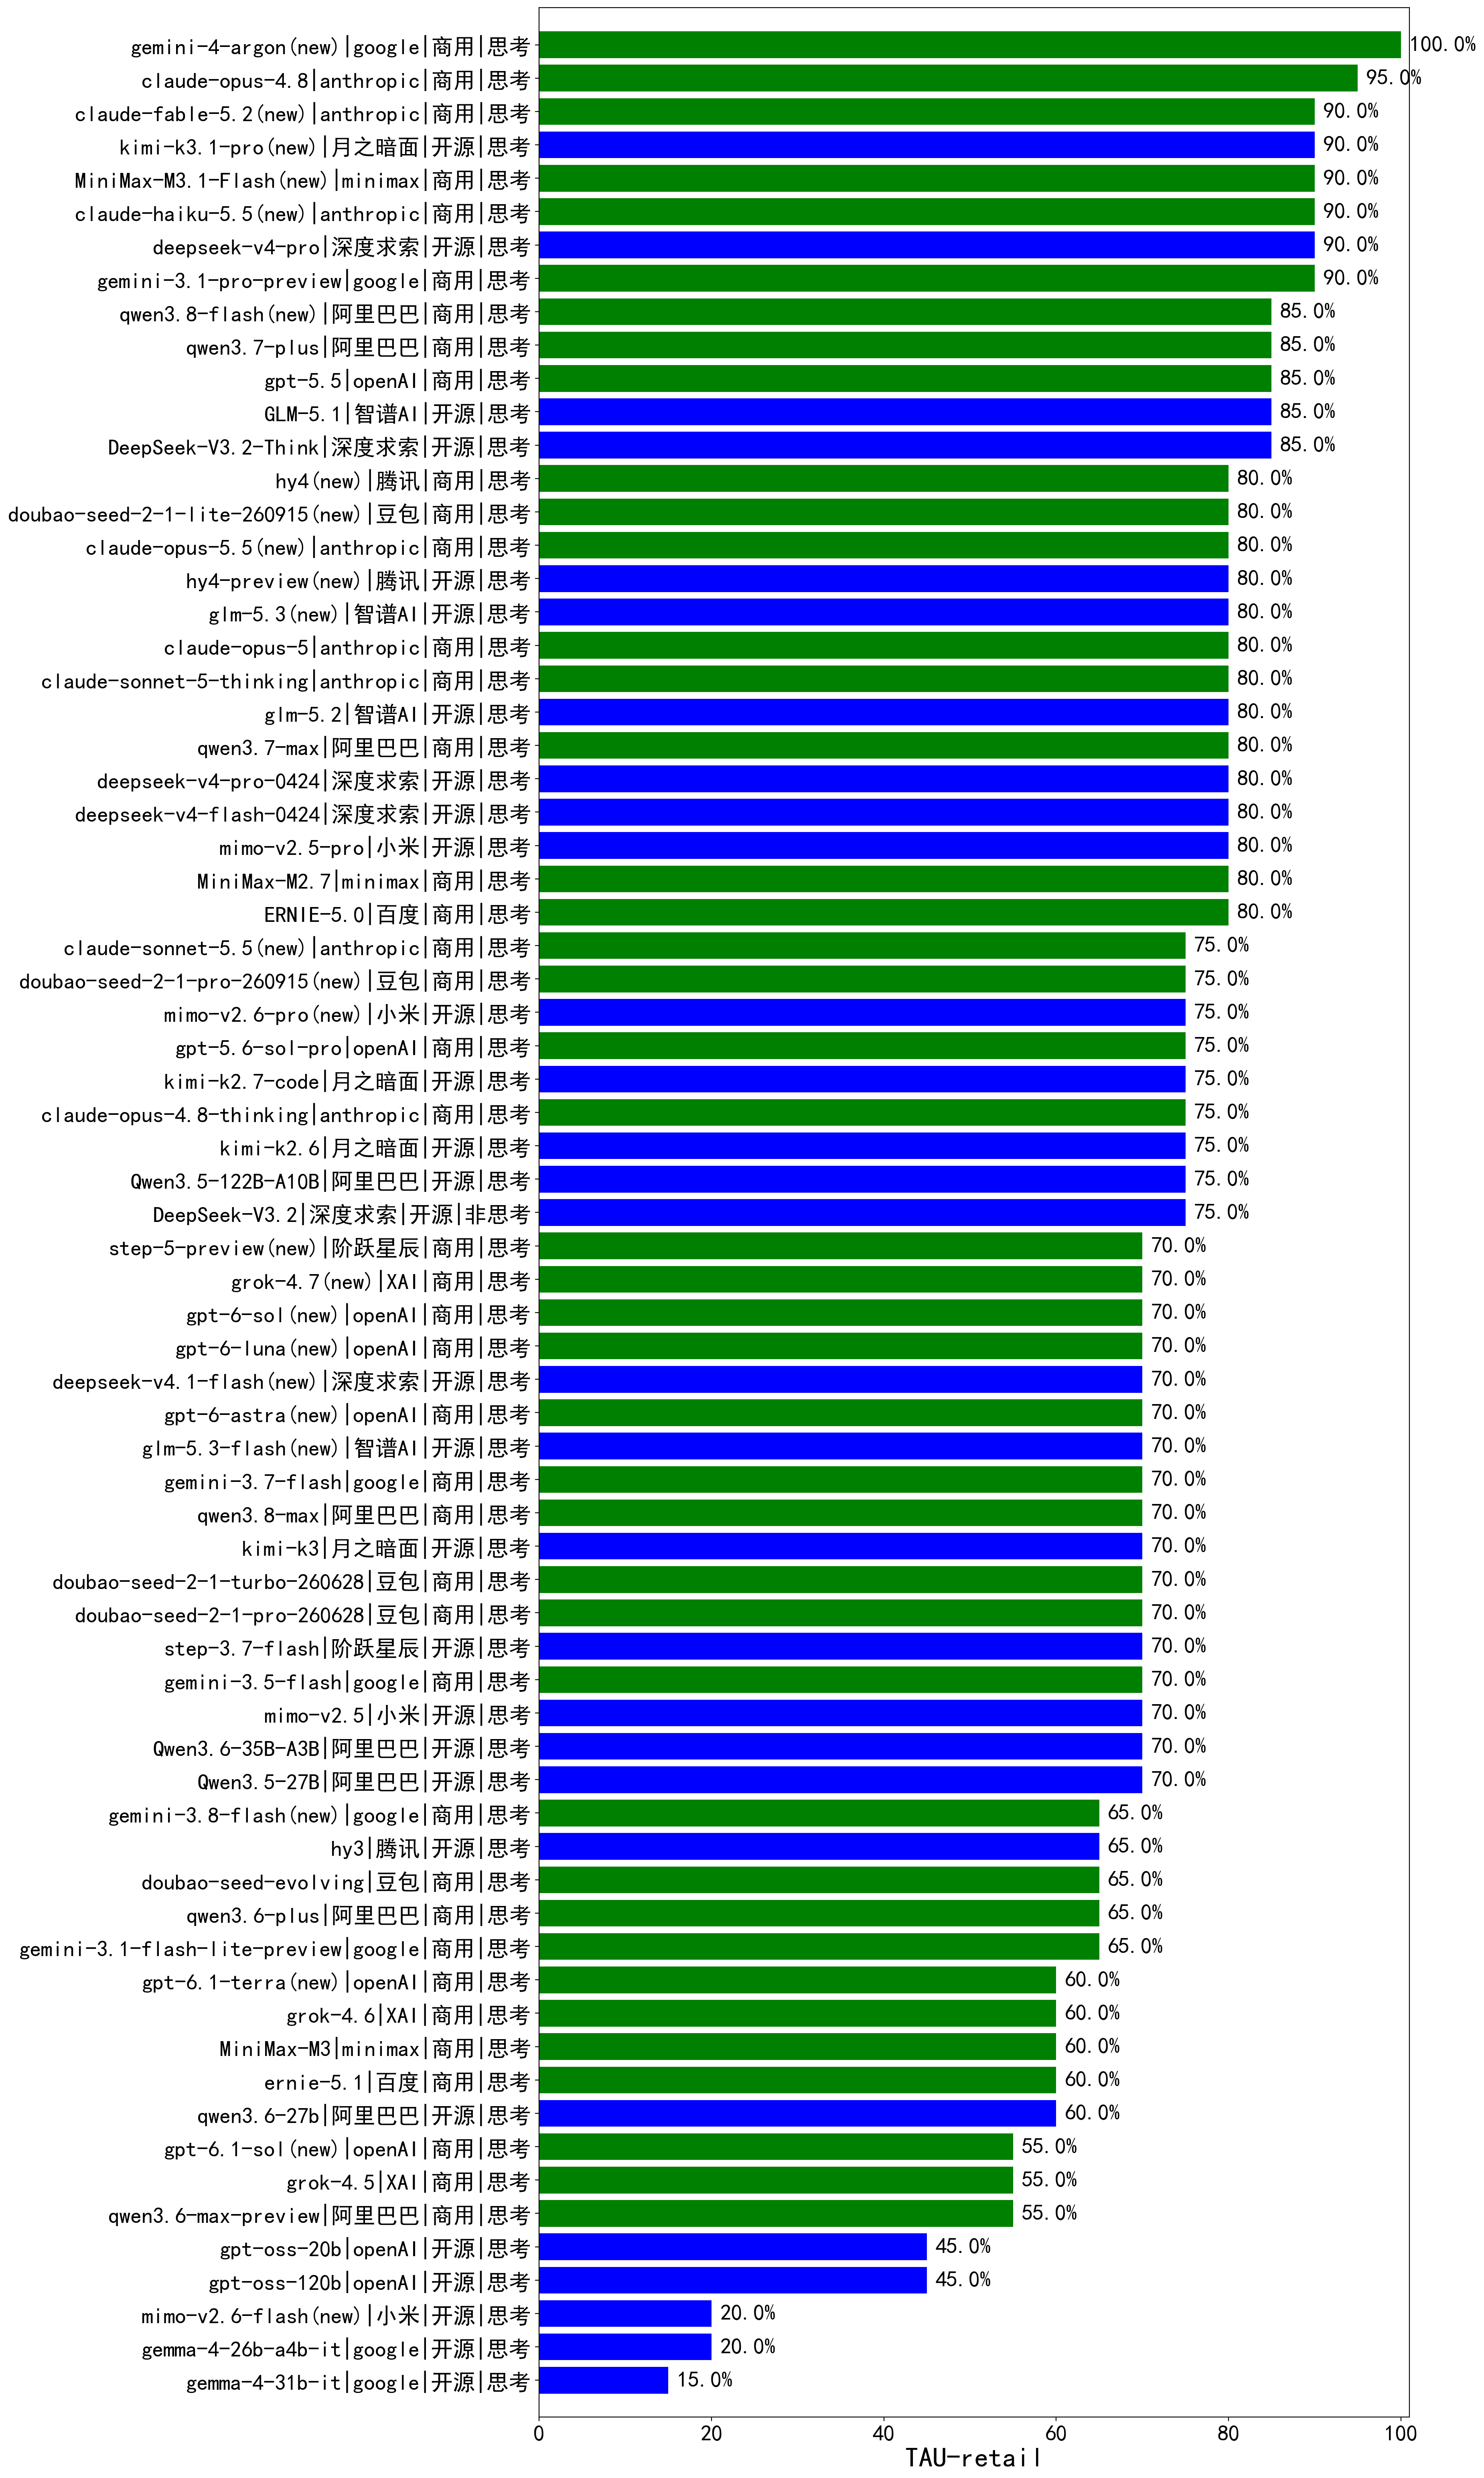 gemini-4-argon(new)|google|商用|思考 100.0%
claude-opus-4.8|anthropic|商用|思考 95.0%
claude-fable-5.2(new)|anthropic|商用|思考 90.0%
kimi-k3.1-pro(new)|月之暗面|开源|思考 90.0%
MiniMax-M3.1-Flash(new)|minimax|商用|思考 90.0%
claude-haiku-5.5(new)|anthropic|商用|思考 90.0%
deepseek-v4-pro|深度求索|开源|思考 90.0%
gemini-3.1-pro-preview|google|商用|思考 90.0%
qwen3.8-flash(new)|阿里巴巴|商用|思考 85.0%
qwen3.7-plus|阿里巴巴|商用|思考 85.0%
gpt-5.5|openAI|商用|思考 85.0%
GLM-5.1|智谱AI|开源|思考 85.0%
DeepSeek-V3.2-Think|深度求索|开源|思考 85.0%
hy4(new)|腾讯|商用|思考 80.0%
doubao-seed-2-1-lite-260915(new)|豆包|商用|思考 80.0%
claude-opus-5.5(new)|anthropic|商用|思考 80.0%
hy4-preview(new)|腾讯|开源|思考 80.0%
glm-5.3(new)|智谱AI|开源|思考 80.0%
claude-opus-5|anthropic|商用|思考 80.0%
claude-sonnet-5-thinking|anthropic|商用|思考 80.0%
glm-5.2|智谱AI|开源|思考 80.0%
qwen3.7-max|阿里巴巴|商用|思考 80.0%
deepseek-v4-pro-0424|深度求索|开源|思考 80.0%
deepseek-v4-flash-0424|深度求索|开源|思考 80.0%
mimo-v2.5-pro|小米|开源|思考 80.0%
MiniMax-M2.7|minimax|商用|思考 80.0%
ERNIE-5.0|百度|商用|思考 80.0%
claude-sonnet-5.5(new)|anthropic|商用|思考 75.0%
doubao-seed-2-1-pro-260915(new)|豆包|商用|思考 75.0%
mimo-v2.6-pro(new)|小米|开源|思考 75.0%
gpt-5.6-sol-pro|openAI|商用|思考 75.0%
kimi-k2.7-code|月之暗面|开源|思考 75.0%
claude-opus-4.8-thinking|anthropic|商用|思考 75.0%
kimi-k2.6|月之暗面|开源|思考 75.0%
Qwen3.5-122B-A10B|阿里巴巴|开源|思考 75.0%
DeepSeek-V3.2|深度求索|开源|非思考 75.0%
step-5-preview(new)|阶跃星辰|商用|思考 70.0%
grok-4.7(new)|XAI|商用|思考 70.0%
gpt-6-sol(new)|openAI|商用|思考 70.0%
gpt-6-luna(new)|openAI|商用|思考 70.0%
deepseek-v4.1-flash(new)|深度求索|开源|思考 70.0%
gpt-6-astra(new)|openAI|商用|思考 70.0%
glm-5.3-flash(new)|智谱AI|开源|思考 70.0%
gemini-3.7-flash|google|商用|思考 70.0%
qwen3.8-max|阿里巴巴|商用|思考 70.0%
kimi-k3|月之暗面|开源|思考 70.0%
doubao-seed-2-1-turbo-260628|豆包|商用|思考 70.0%
doubao-seed-2-1-pro-260628|豆包|商用|思考 70.0%
step-3.7-flash|阶跃星辰|开源|思考 70.0%
gemini-3.5-flash|google|商用|思考 70.0%
mimo-v2.5|小米|开源|思考 70.0%
Qwen3.6-35B-A3B|阿里巴巴|开源|思考 70.0%
Qwen3.5-27B|阿里巴巴|开源|思考 70.0%
gemini-3.8-flash(new)|google|商用|思考 65.0%
hy3|腾讯|开源|思考 65.0%
doubao-seed-evolving|豆包|商用|思考 65.0%
qwen3.6-plus|阿里巴巴|商用|思考 65.0%
gemini-3.1-flash-lite-preview|google|商用|思考 65.0%
gpt-6.1-terra(new)|openAI|商用|思考 60.0%
grok-4.6|XAI|商用|思考 60.0%
MiniMax-M3|minimax|商用|思考 60.0%
ernie-5.1|百度|商用|思考 60.0%
qwen3.6-27b|阿里巴巴|开源|思考 60.0%
gpt-6.1-sol(new)|openAI|商用|思考 55.0%
grok-4.5|XAI|商用|思考 55.0%
qwen3.6-max-preview|阿里巴巴|商用|思考 55.0%
gpt-oss-20b|openAI|开源|思考 45.0%
gpt-oss-120b|openAI|开源|思考 45.0%
mimo-v2.6-flash(new)|小米|开源|思考 20.0%
gemma-4-26b-a4b-it|google|开源|思考 20.0%
gemma-4-31b-it|google|开源|思考 15.0%
0 20 40 60 80 100
TAU-retail